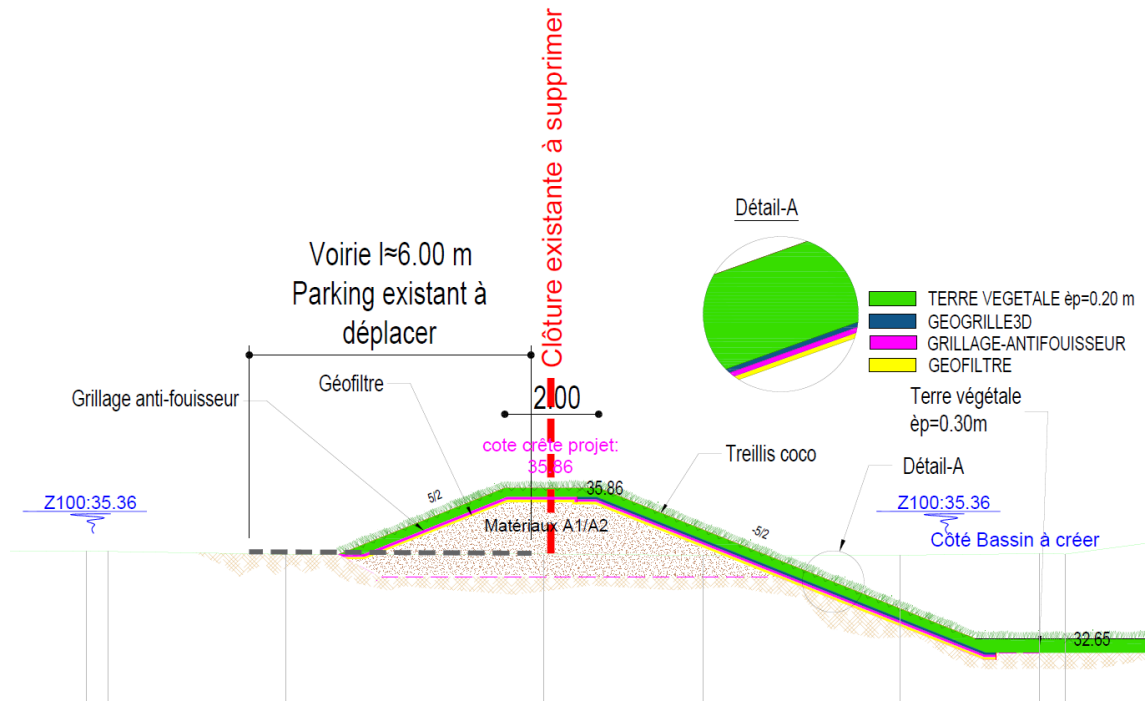 Clôture existante à supprimer
Détail-A
Voirie l≈6.00 m
Parking existant à
déplacer
TERRE VEGETALE èp=0.20 m
GEOGRILLE3D
GRILLAGE-ANTIFOUISSEUR
GEOFILTRE
Géofiltre
Grillage anti-fouisseur
2.00
Terre végétale
èp=0.30m
cote crête projet:
35.86
Treillis coco
Détail-A
35.86
5/2
Z100:35.36
Z100:35.36
Matériaux A1/A2
-5/2
Côté Bassin à créer
32.65